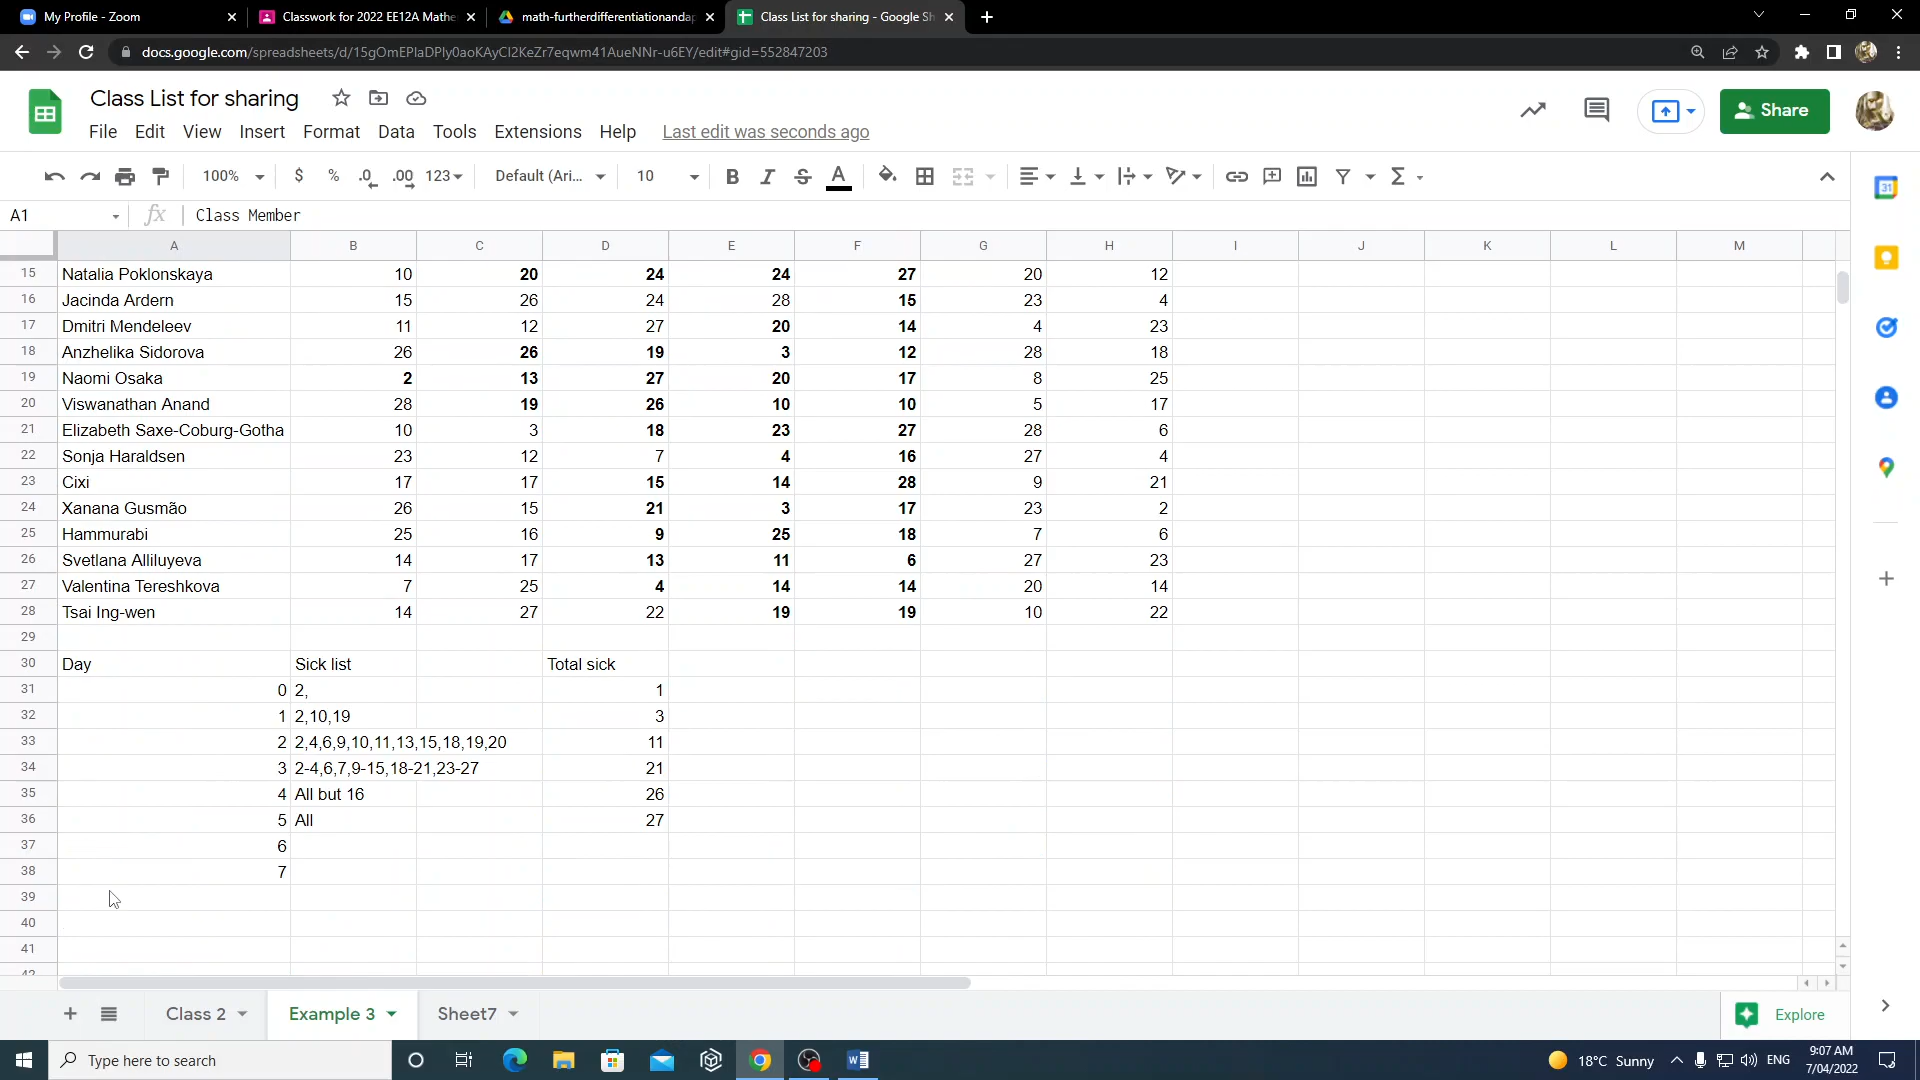 My Profile - Zoom
Classwork for 2022 EE12A Mathe
math-furtherdifferentiationandap
Class List for sharing - Google Sh
docs.google.com/spreadsheets/d/15gOmEPlaDPly0aoKAyCl2KeZr7eqwm41AueNNr-u6EY/edit#gid=552847203
Class List for sharing
Share
File Edit View Insert Format Data Tools Extensions Help Last edit was seconds ago
100% $ % .0 .00 123 Default (Ari... 10 B I S A
31
A1 fx Class Member
A B C D E F G H I J K L M
15 Natalia Poklonskaya 10 20 24 24 27 20 12
16 Jacinda Ardern 15 26 24 28 15 23 4
17 Dmitri Mendeleev 11 12 27 20 14 4 23
18 Anzhelika Sidorova 26 26 19 3 12 28 18
19 Naomi Osaka 2 13 27 20 17 8 25
20 Viswanathan Anand 28 19 26 10 10 5 17
21 Elizabeth Saxe-Coburg-Gotha 10 3 18 23 27 28 6
22 Sonja Haraldsen 23 12 7 4 16 27 4
23 Cixi 17 17 15 14 28 9 21
24 Xanana Gusmão 26 15 21 3 17 23 2
25 Hammurabi 25 16 9 25 18 7 6
26 Svetlana Alliluyeva 14 17 13 11 6 27 23
27 Valentina Tereshkova 7 25 4 14 14 20 14
28 Tsai Ing-wen 14 27 22 19 19 10 22
29
30 Day Sick list Total sick
31 0 2, 1
32 1 2,10,19 3
33 2 2,4,6,9,10,11,13,15,18,19,20 11
34 3 2-4,6,7,9-15,18-21,23-27 21
35 4 All but 16 26
36 5 All 27
37 6
38 7
39
40
41
42
Class 2 Example 3 Sheet7 Explore
Type here to search
18°C Sunny ENG 9:07 AM
7/04/2022